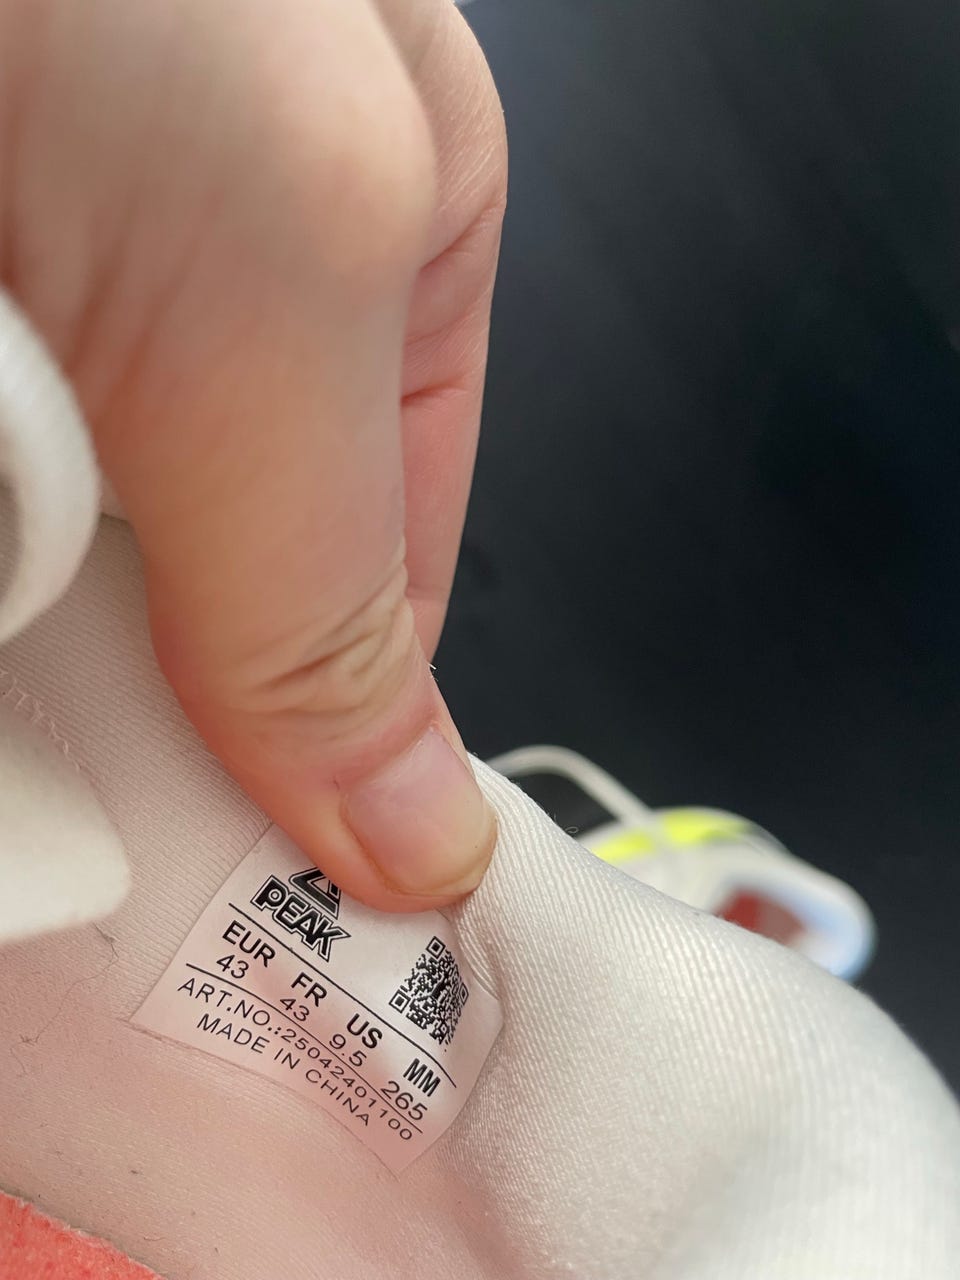 PEAK
EUR FR US MM
43 43 9.5 265
ART.NO.:25042401100
MADE IN CHINA